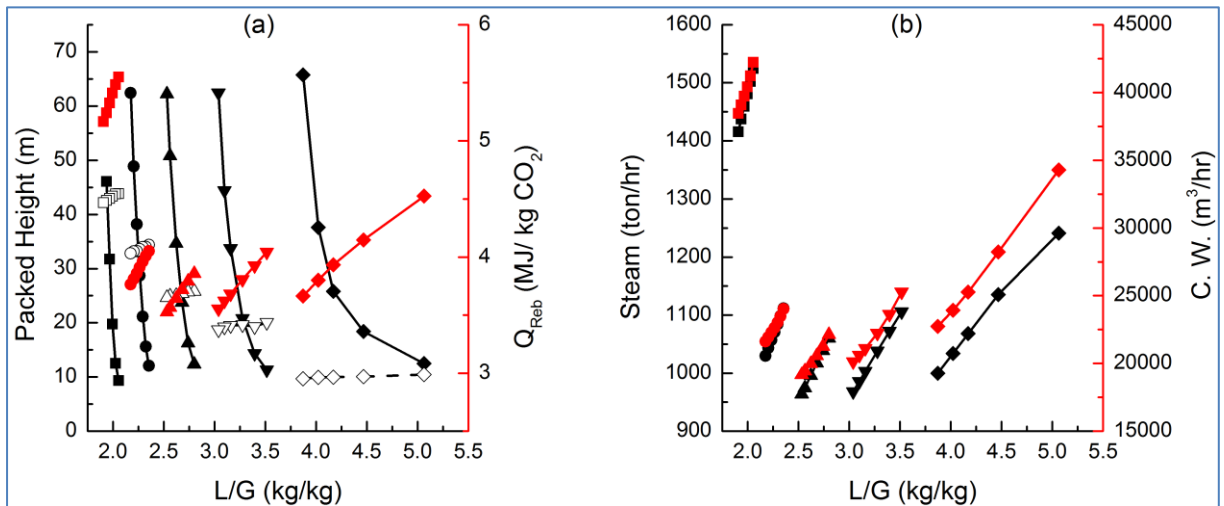 (a)
Packed Height (m)
70
60
50
40
30
20
10
0
6
5
4
3
Q_Reb (MJ/ kg CO₂)
2.0 2.5 3.0 3.5 4.0 4.5 5.0 5.5
L/G (kg/kg)
(b)
Steam (ton/hr)
1600
1500
1400
1300
1200
1100
1000
900
45000
40000
35000
30000
25000
20000
15000
C. W. (m³/hr)
2.0 2.5 3.0 3.5 4.0 4.5 5.0 5.5
L/G (kg/kg)